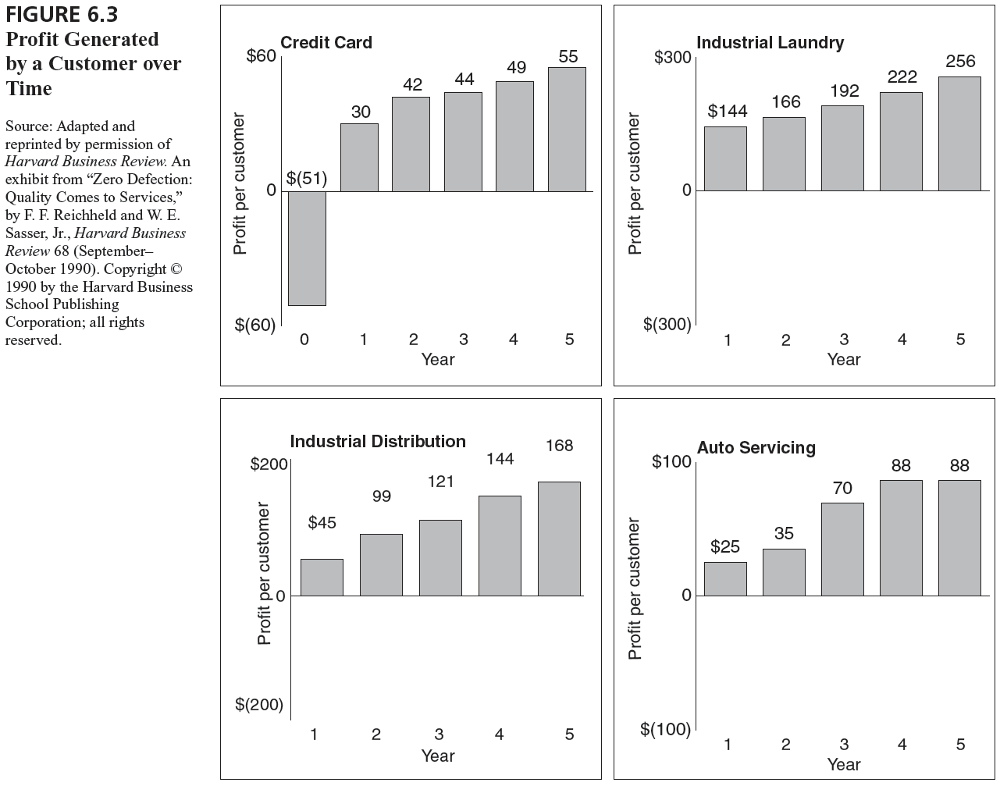 FIGURE 6.3
Profit Generated
by a Customer over
Time
Source: Adapted and
reprinted by permission of
Harvard Business Review. An
exhibit from “Zero Defection:
Quality Comes to Services,”
by F. F. Reichheld and W. E.
Sasser, Jr., Harvard Business
Review 68 (September–
October 1990). Copyright ©
1990 by the Harvard Business
School Publishing
Corporation; all rights
reserved.
Credit Card
Profit per customer
$60
0
$(60)
$(51)
30
42
44
49
55
0 1 2 3 4 5
Year
Industrial Laundry
Profit per customer
$300
0
$(300)
$144
166
192
222
256
1 2 3 4 5
Year
Industrial Distribution
Profit per customer
$200
0
$(200)
$45
99
121
144
168
1 2 3 4 5
Year
Auto Servicing
Profit per customer
$100
0
$(100)
$25
35
70
88
88
1 2 3 4 5
Year